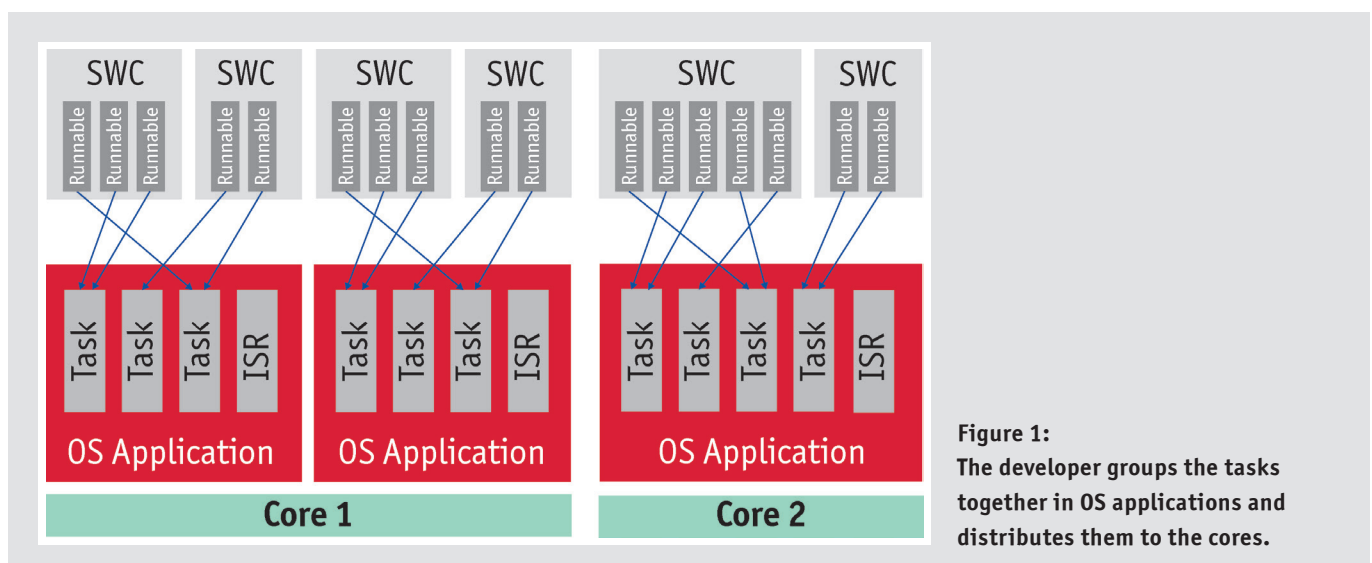 SWC SWC SWC SWC SWC SWC
Runnable Runnable Runnable Runnable Runnable Runnable Runnable Runnable Runnable Runnable Runnable Runnable Runnable Runnable Runnable Runnable Runnable
Task Task Task ISR Task Task Task ISR Task Task Task Task ISR
OS Application OS Application OS Application
Core 1 Core 2
Figure 1:
The developer groups the tasks
together in OS applications and
distributes them to the cores.